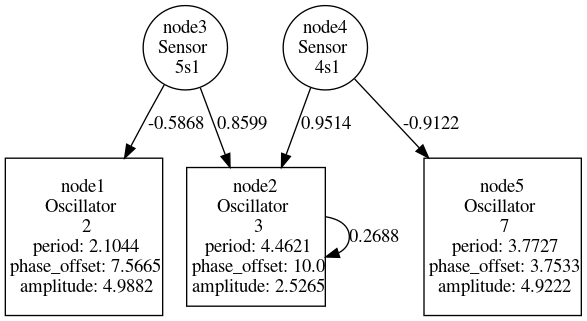 node3
Sensor
5s1
node4
Sensor
4s1
-0.5868
0.8599
0.9514
-0.9122
node1
Oscillator
2
period: 2.1044
phase_offset: 7.5665
amplitude: 4.9882
node2
Oscillator
3
period: 4.4621
phase_offset: 10.0
amplitude: 2.5265
0.2688
node5
Oscillator
7
period: 3.7727
phase_offset: 3.7533
amplitude: 4.9222